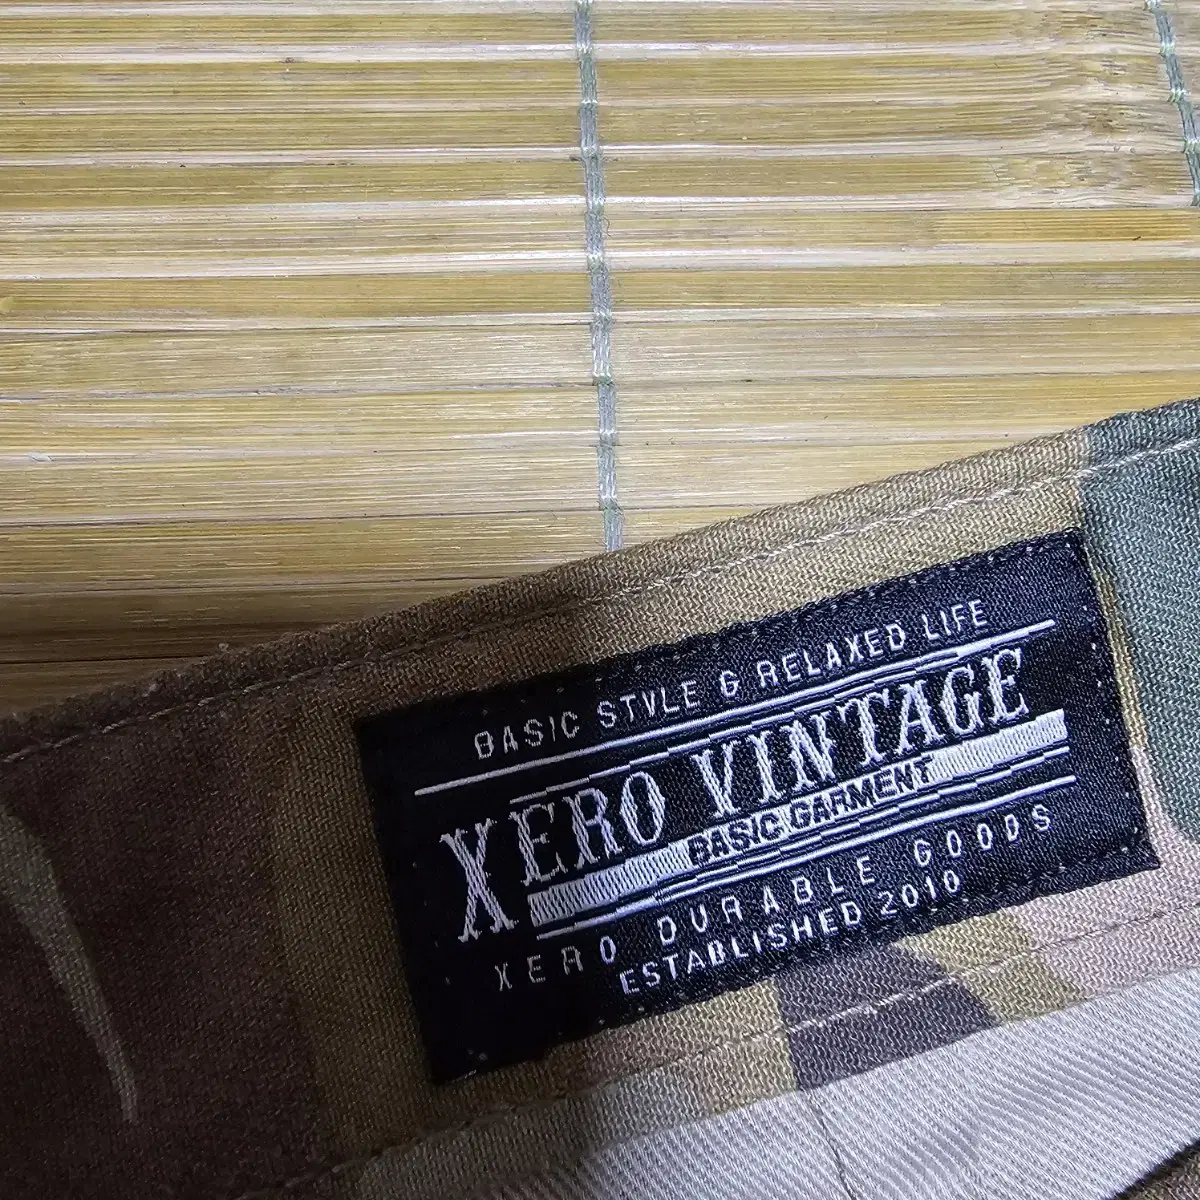 BASIC STYLE & RELAXED LIFE
XERO VINTAGE
BASIC GARMENT
XERO DURABLE GOODS
ESTABLISHED 2010